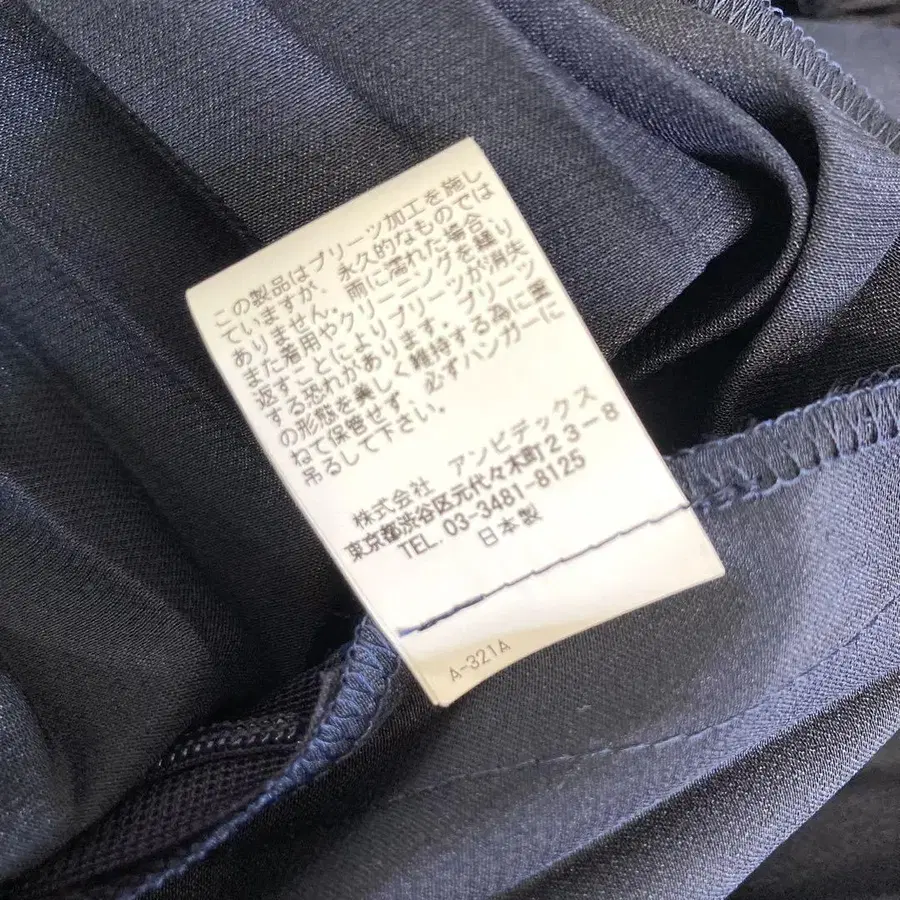 この製品はプリーツ加工を施し
ていますが、永久的なものでは
ありません。雨に濡れた場合、
また着用やクリーニングを繰り
返すことによりプリーツが消失
する恐れがあります。プリーツ
の形態を美しく維持する為に重
ねて保管せず、必ずハンガーに
吊るして下さい。
株式会社 アンビデックス
東京都渋谷区元代々木町23-8
TEL. 03-3481-8125
日本製
A-321A